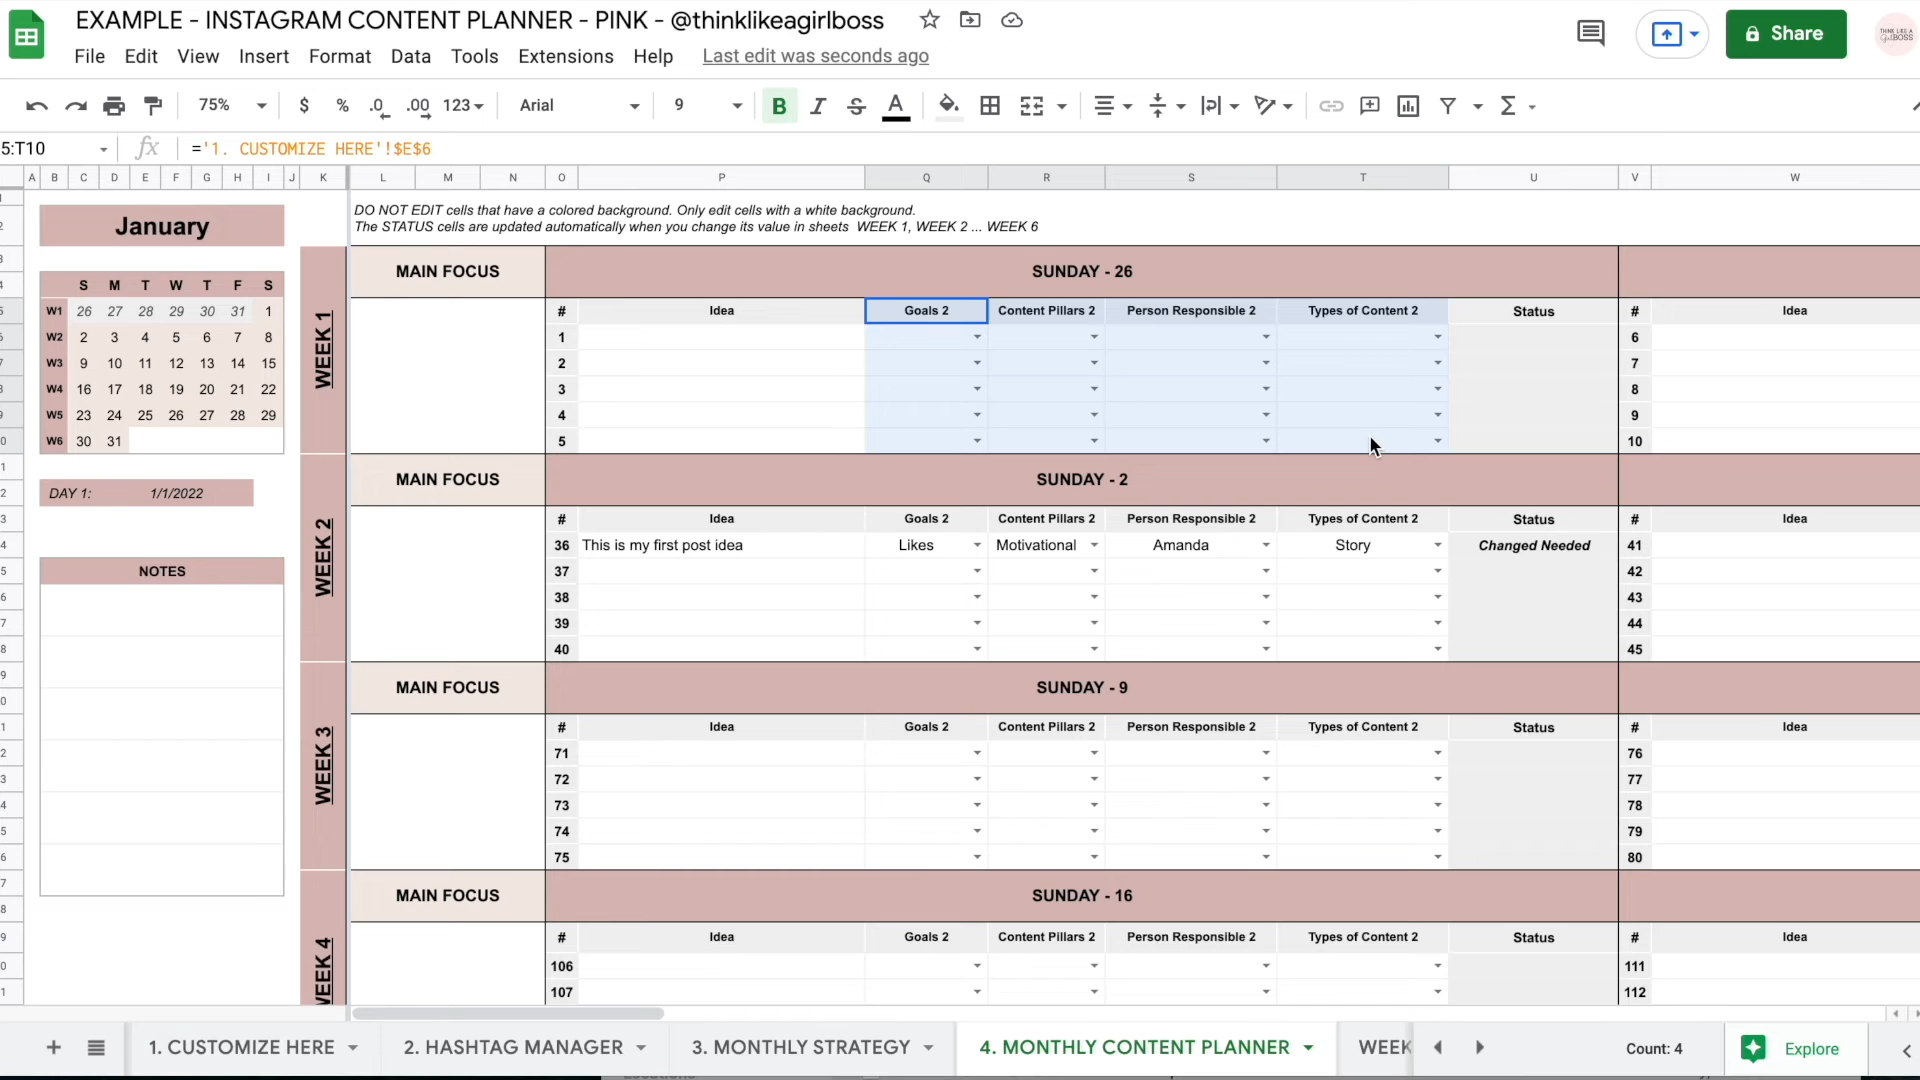 EXAMPLE - INSTAGRAM CONTENT PLANNER - PINK - @thinklikeagirlboss
File Edit View Insert Format Data Tools Extensions Help Last edit was seconds ago
Share
75% $ % .0 .00 123 Arial 9 B I S A
5:T10 fx ='1. CUSTOMIZE HERE'!$E$6
A B C D E F G H I J K L M N O P Q R S T U V W
DO NOT EDIT cells that have a colored background. Only edit cells with a white background.
The STATUS cells are updated automatically when you change its value in sheets WEEK 1, WEEK 2 ... WEEK 6
January
S M T W T F S
W1 26 27 28 29 30 31 1
W2 2 3 4 5 6 7 8
W3 9 10 11 12 13 14 15
W4 16 17 18 19 20 21 22
W5 23 24 25 26 27 28 29
W6 30 31
DAY 1: 1/1/2022
NOTES
WEEK 1
MAIN FOCUS SUNDAY - 26
# Idea Goals 2 Content Pillars 2 Person Responsible 2 Types of Content 2 Status # Idea
1 6
2 7
3 8
4 9
5 10
WEEK 2
MAIN FOCUS SUNDAY - 2
# Idea Goals 2 Content Pillars 2 Person Responsible 2 Types of Content 2 Status # Idea
36 This is my first post idea Likes Motivational Amanda Story Changed Needed 41
37 42
38 43
39 44
40 45
WEEK 3
MAIN FOCUS SUNDAY - 9
# Idea Goals 2 Content Pillars 2 Person Responsible 2 Types of Content 2 Status # Idea
71 76
72 77
73 78
74 79
75 80
WEEK 4
MAIN FOCUS SUNDAY - 16
# Idea Goals 2 Content Pillars 2 Person Responsible 2 Types of Content 2 Status # Idea
106 111
107 112
1. CUSTOMIZE HERE 2. HASHTAG MANAGER 3. MONTHLY STRATEGY 4. MONTHLY CONTENT PLANNER WEEK Count: 4 Explore